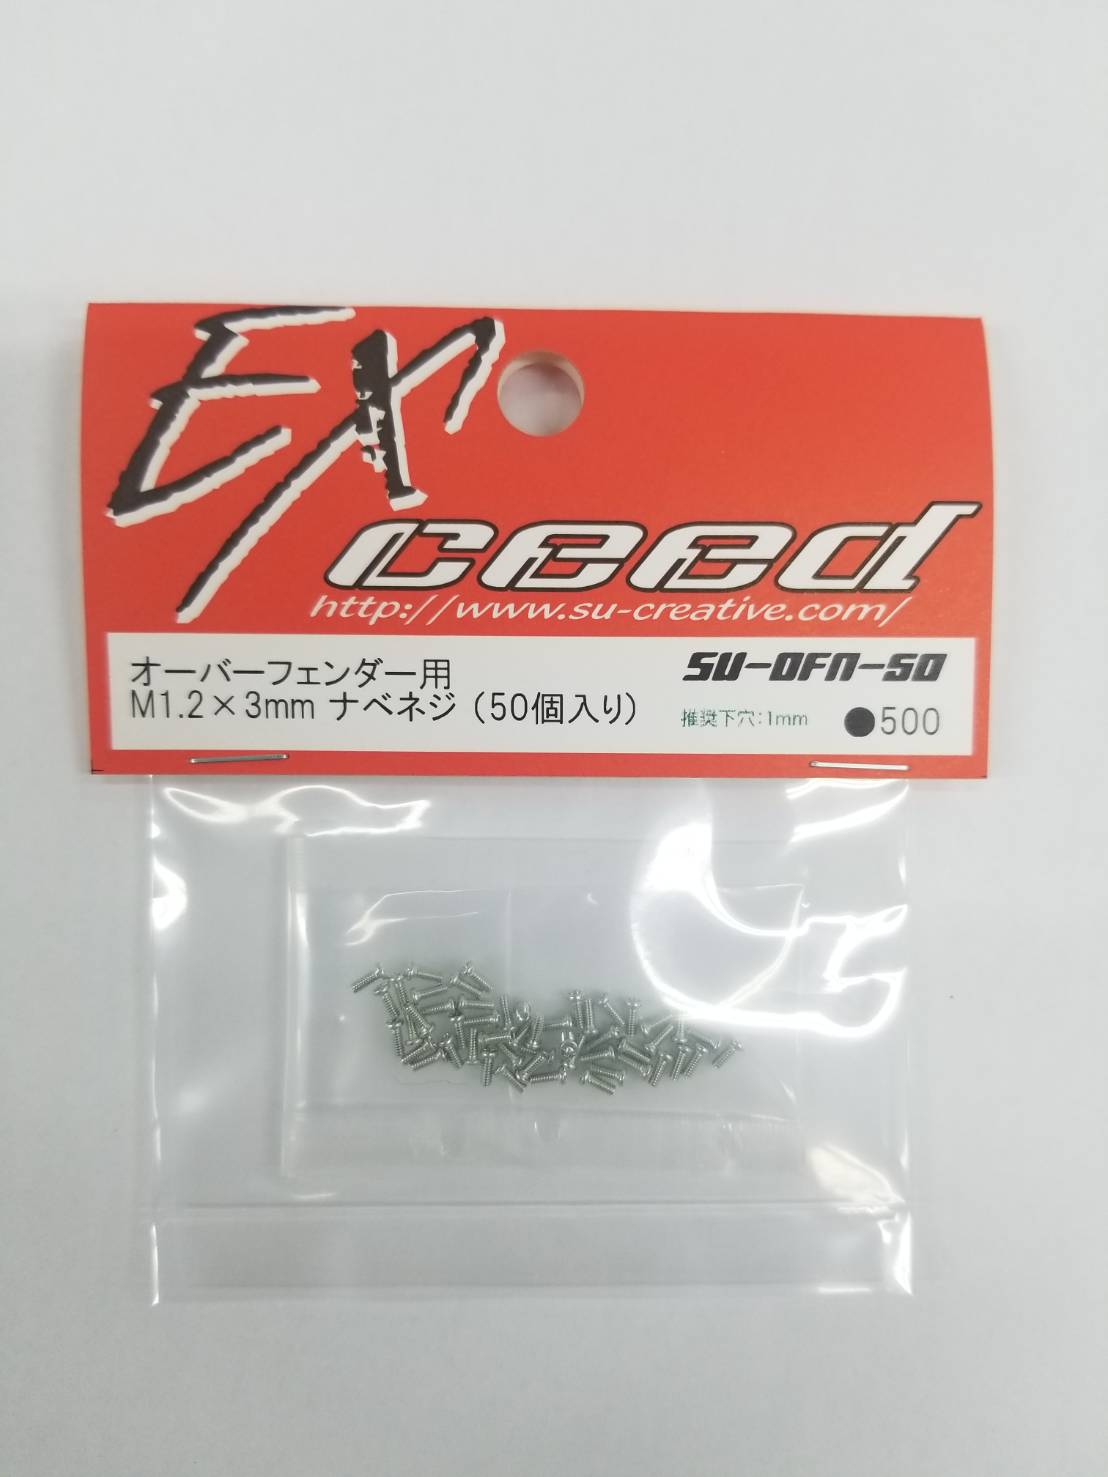 EXceed
http://www.su-creative.com/
オーバーフェンダー用
M1.2×3mm ナベネジ（50個入り）
SU-OFN-50
推奨下穴：1mm
●500